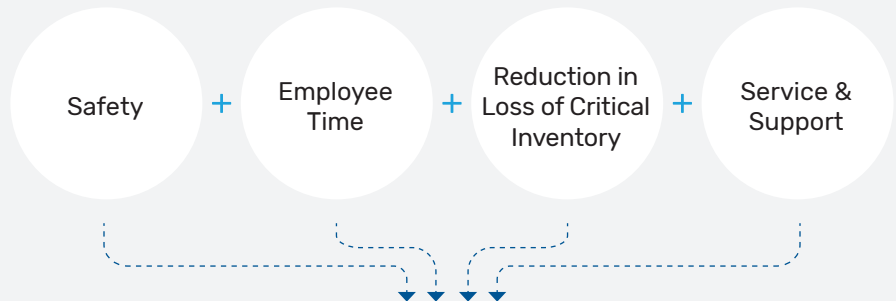 Safety
+
Employee
Time
+
Reduction in
Loss of Critical
Inventory
+
Service &
Support